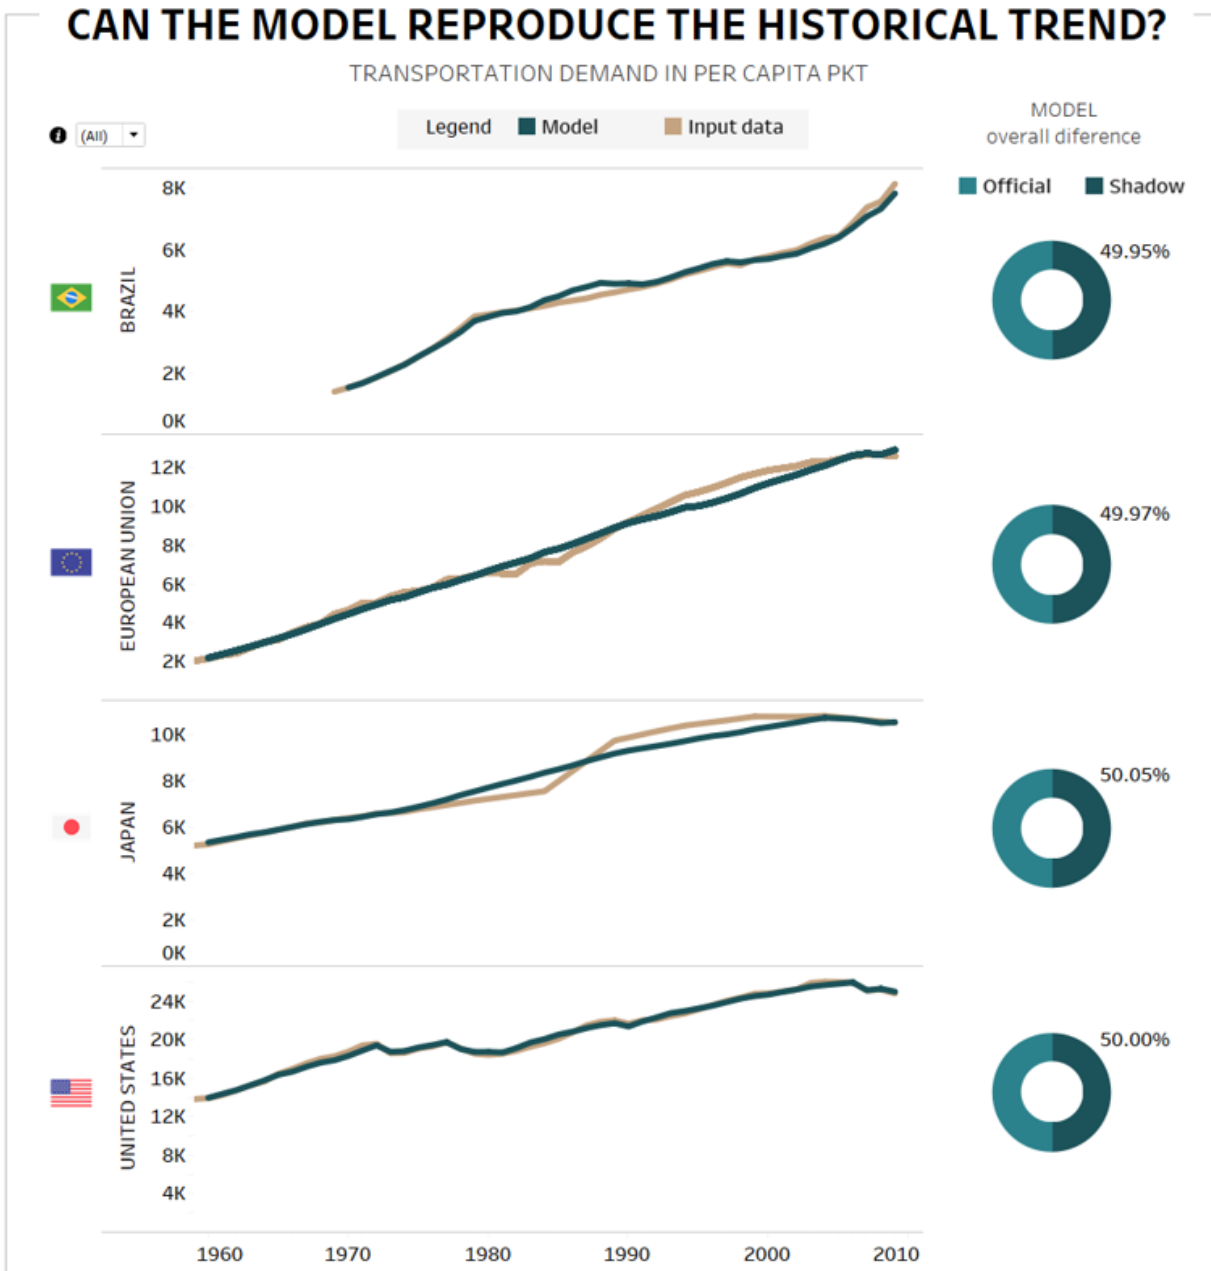 CAN THE MODEL REPRODUCE THE HISTORICAL TREND?
TRANSPORTATION DEMAND IN PER CAPITA PKT
(All)
Legend Model Input data
MODEL
overall diference
Official Shadow
BRAZIL
8K
6K
4K
2K
0K
49.95%
EUROPEAN UNION
12K
10K
8K
6K
4K
2K
49.97%
JAPAN
10K
8K
6K
4K
2K
0K
50.05%
UNITED STATES
24K
20K
16K
12K
8K
4K
50.00%
1960 1970 1980 1990 2000 2010